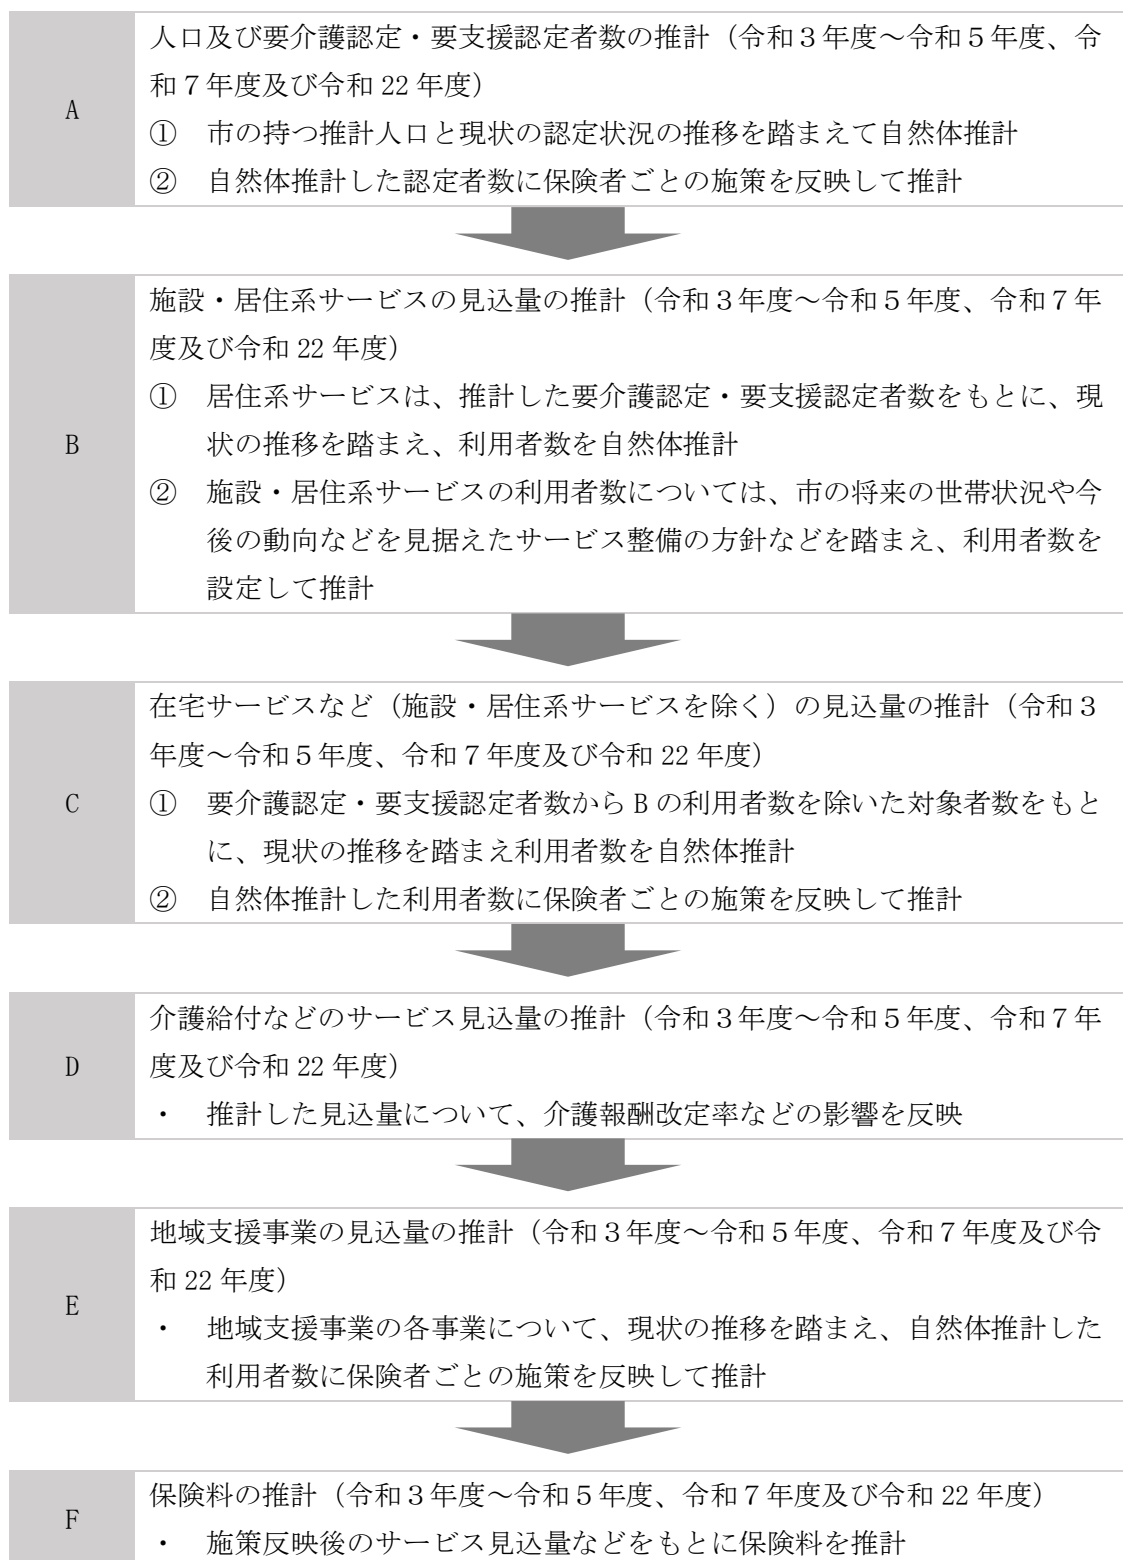 A
人口及び要介護認定・要支援認定者数の推計（令和３年度～令和５年度、令
和７年度及び令和 22 年度）
①　市の持つ推計人口と現状の認定状況の推移を踏まえて自然体推計
②　自然体推計した認定者数に保険者ごとの施策を反映して推計
B
施設・居住系サービスの見込量の推計（令和３年度～令和５年度、令和７年
度及び令和 22 年度）
①　居住系サービスは、推計した要介護認定・要支援認定者数をもとに、現
状の推移を踏まえ、利用者数を自然体推計
②　施設・居住系サービスの利用者数については、市の将来の世帯状況や今
後の動向などを見据えたサービス整備の方針などを踏まえ、利用者数を
設定して推計
C
在宅サービスなど（施設・居住系サービスを除く）の見込量の推計（令和３
年度～令和５年度、令和７年度及び令和 22 年度）
①　要介護認定・要支援認定者数から B の利用者数を除いた対象者数をもと
に、現状の推移を踏まえ利用者数を自然体推計
②　自然体推計した利用者数に保険者ごとの施策を反映して推計
D
介護給付などのサービス見込量の推計（令和３年度～令和５年度、令和７年
度及び令和 22 年度）
・　推計した見込量について、介護報酬改定率などの影響を反映
E
地域支援事業の見込量の推計（令和３年度～令和５年度、令和７年度及び令
和 22 年度）
・　地域支援事業の各事業について、現状の推移を踏まえ、自然体推計した
利用者数に保険者ごとの施策を反映して推計
F
保険料の推計（令和３年度～令和５年度、令和７年度及び令和 22 年度）
・　施策反映後のサービス見込量などをもとに保険料を推計